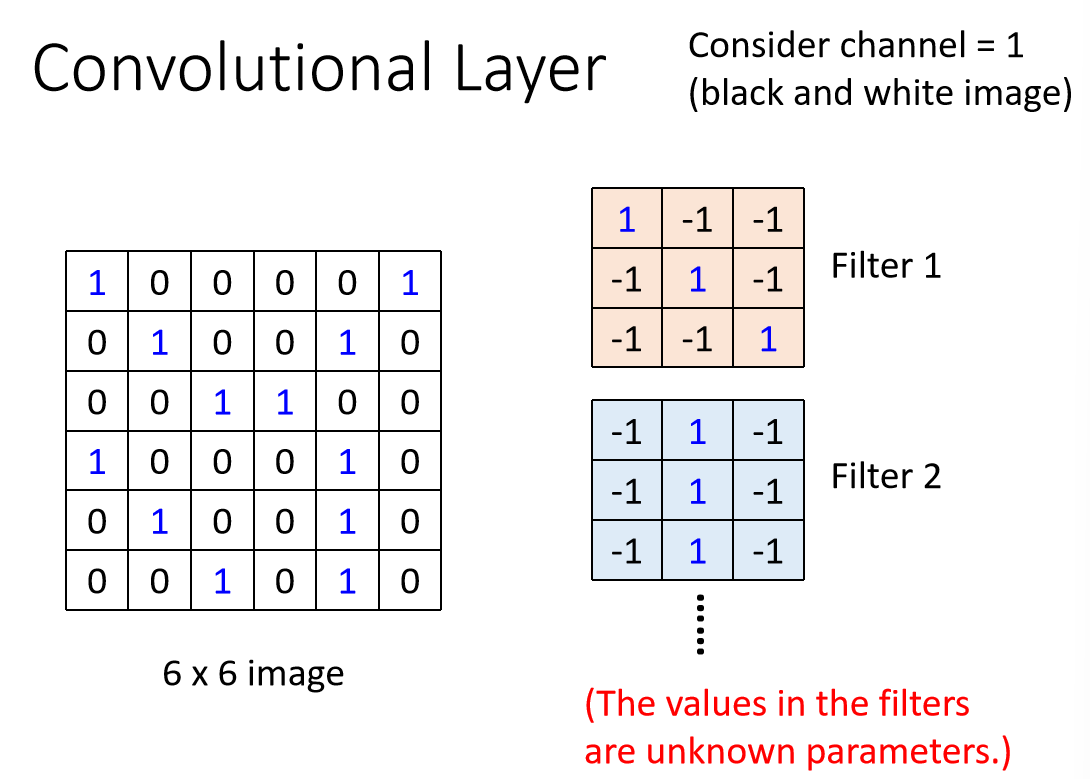 Convolutional Layer
Consider channel = 1
(black and white image)
1 0 0 0 0 1
0 1 0 0 1 0
0 0 1 1 0 0
1 0 0 0 1 0
0 1 0 0 1 0
0 0 1 0 1 0
6 x 6 image
1 -1 -1
-1 1 -1
-1 -1 1
Filter 1
-1 1 -1
-1 1 -1
-1 1 -1
Filter 2
(The values in the filters
are unknown parameters.)